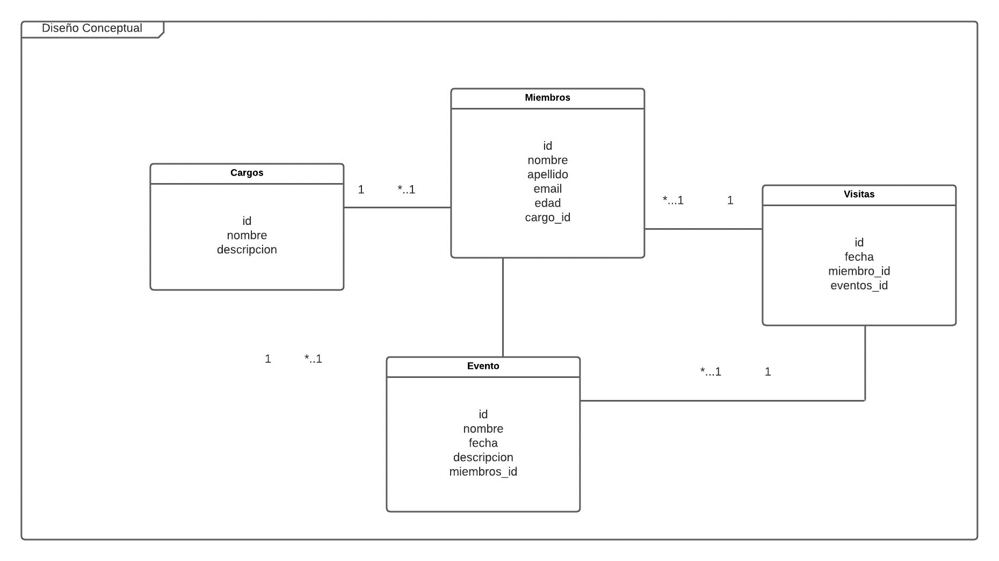 Diseño Conceptual
Miembros
id
nombre
apellido
email
edad
cargo_id
Cargos
id
nombre
descripcion
1 *..1
*...1 1
Visitas
id
fecha
miembro_id
eventos_id
1 *..1
Evento
id
nombre
fecha
descripcion
miembros_id
*...1 1